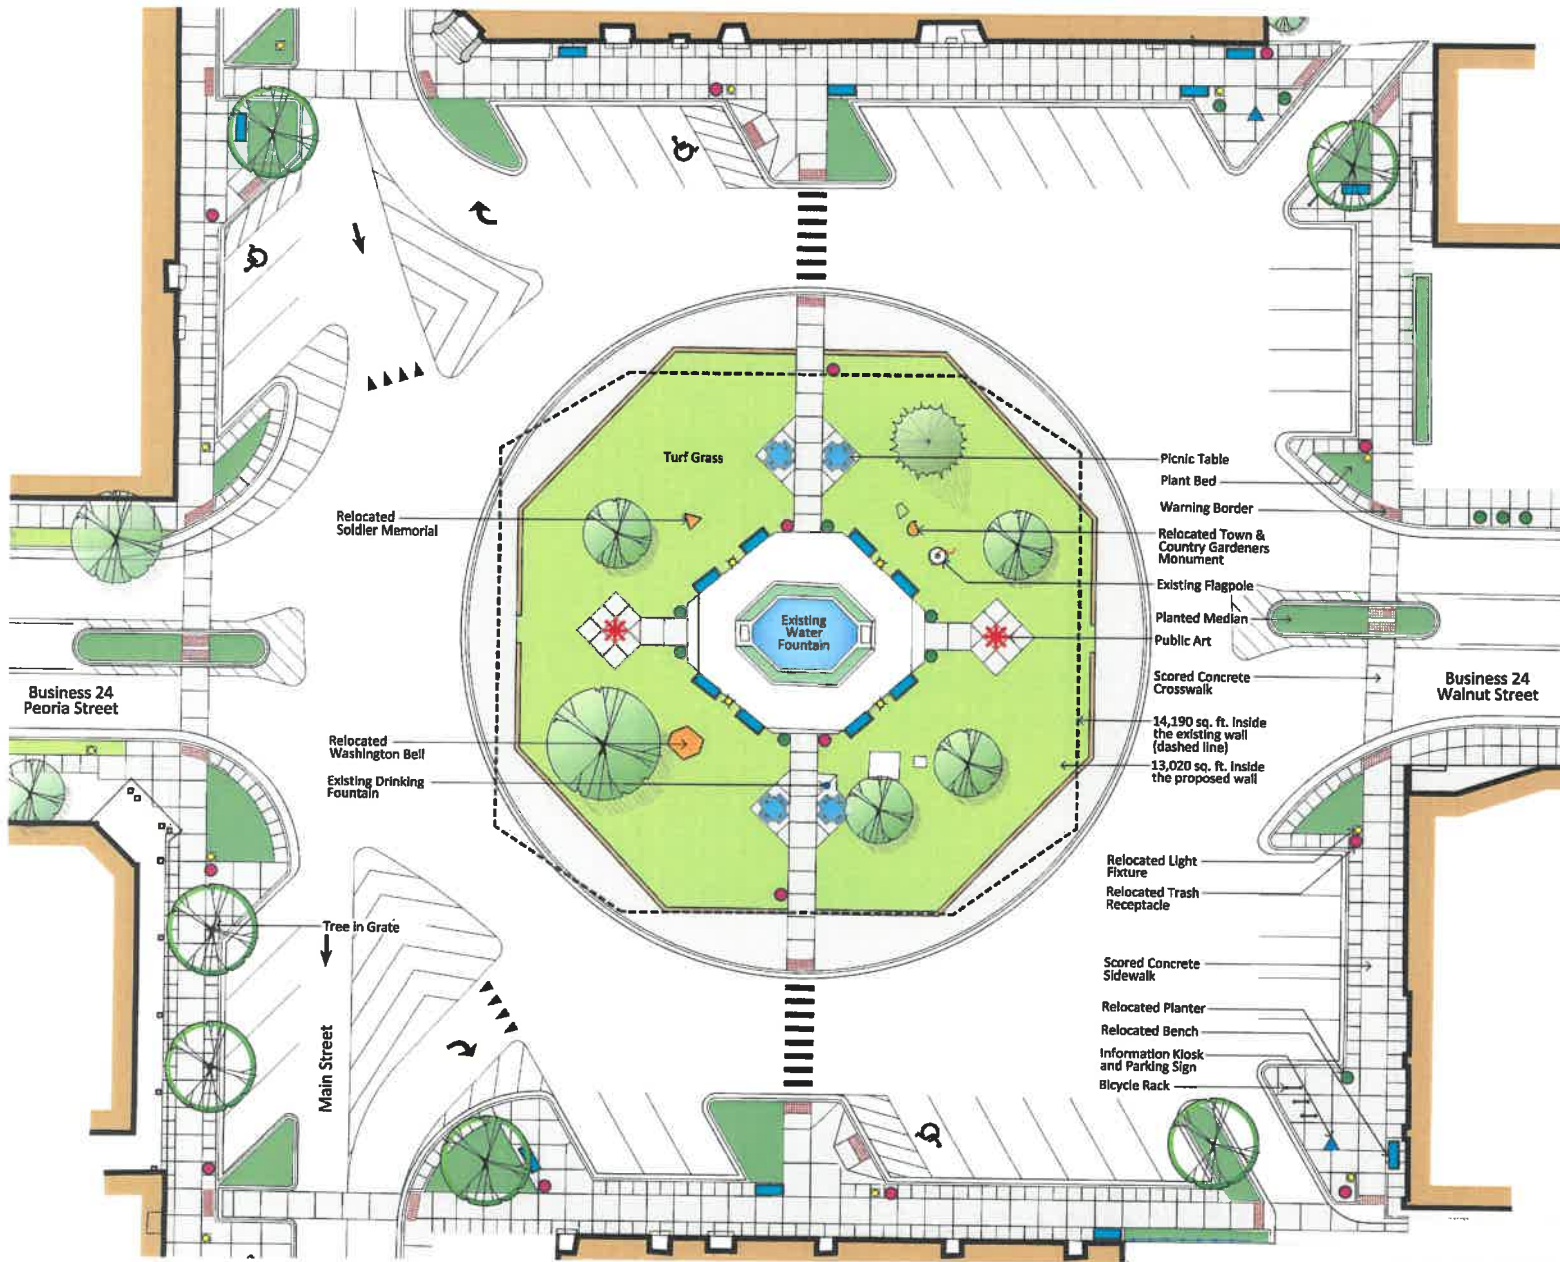 Turf Grass
Relocated
Soldier Memorial
Picnic Table
Plant Bed
Warning Border
Relocated Town &
Country Gardeners
Monument
Existing Flagpole
Planted Median
Public Art
Existing
Water
Fountain
Scored Concrete
Crosswalk
Business 24
Peoria Street
Business 24
Walnut Street
14,190 sq. ft. inside
the existing wall
(dashed line)
13,020 sq. ft. inside
the proposed wall
Relocated
Washington Bell
Existing Drinking
Fountain
Relocated Light
Fixture
Relocated Trash
Receptacle
Tree in Grate
Scored Concrete
Sidewalk
Relocated Planter
Relocated Bench
Information Kiosk
and Parking Sign
Bicycle Rack
Main Street